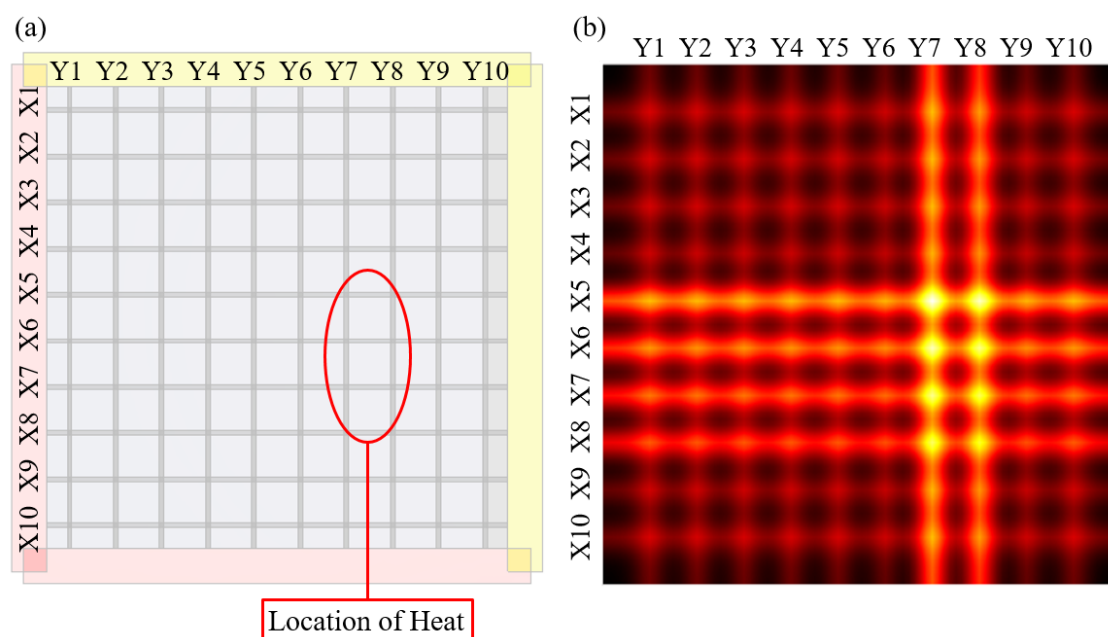 (a)
Y1 Y2 Y3 Y4 Y5 Y6 Y7 Y8 Y9 Y10
X1
X2
X3
X4
X5
X6
X7
X8
X9
X10
Location of Heat
(b)
Y1 Y2 Y3 Y4 Y5 Y6 Y7 Y8 Y9 Y10
X1
X2
X3
X4
X5
X6
X7
X8
X9
X10